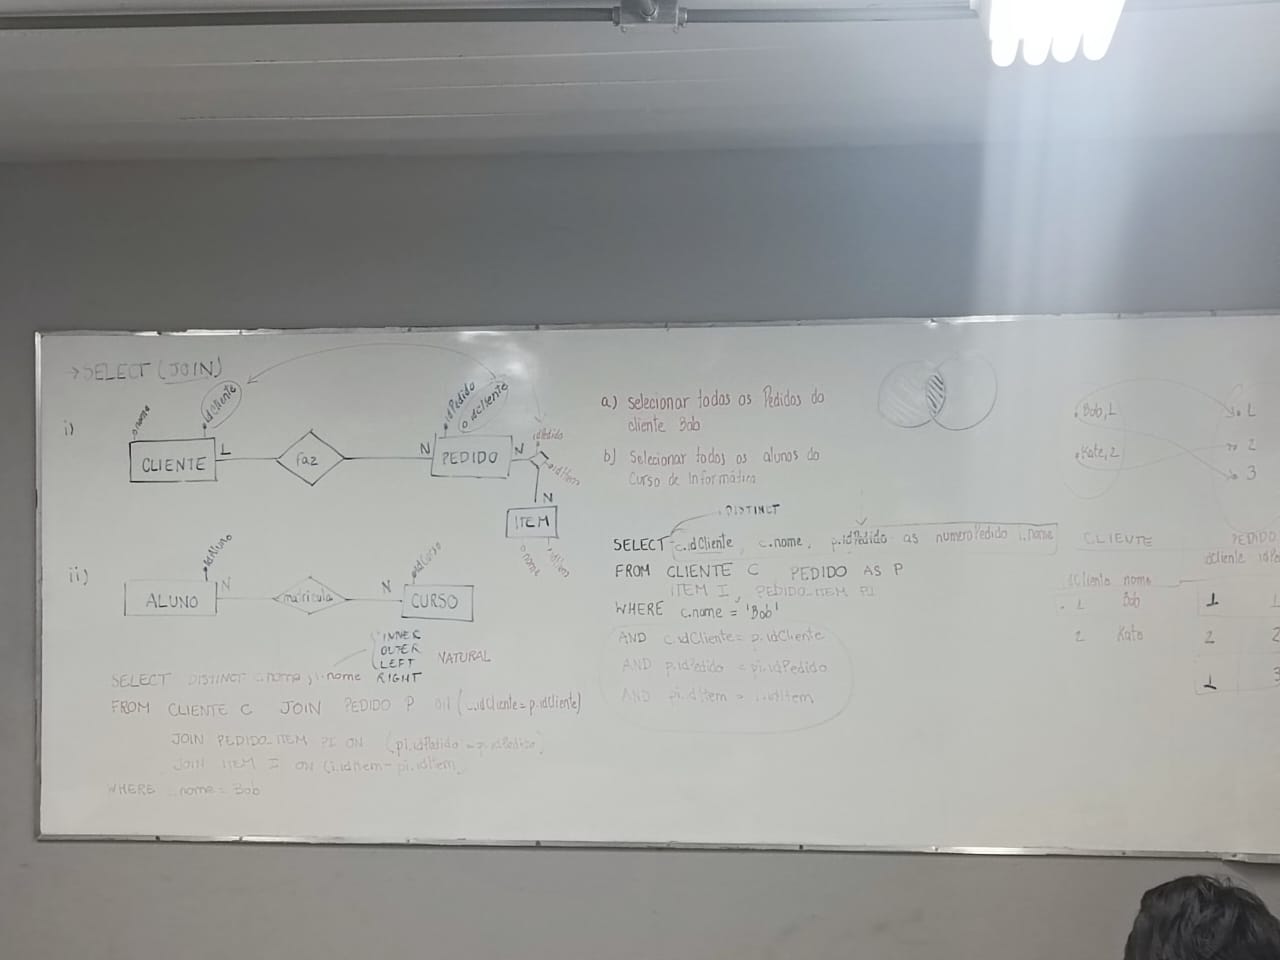 →SELECT (JOIN)
i)
nome
idCliente
CLIENTE
1
faz
N
PEDIDO
idPedido
idCliente
N
idPedido
idItem
N
ITEM
nome
idItem
ii)
idAluno
ALUNO
N
matricula
N
idCurso
CURSO
INNER
OUTER
LEFT
RIGHT
NATURAL
SELECT DISTINCT c.nome, i.nome
FROM CLIENTE C JOIN PEDIDO P ON (c.idCliente = p.idCliente)
JOIN PEDIDO_ITEM PI ON (pi.idPedido = p.idPedido)
JOIN ITEM I ON (i.idItem = pi.idItem
WHERE c.nome = Bob
a.) Selecionar todos os Pedidos do
cliente Bob
b) Selecionar todos os alunos do
Curso de Informática
DISTINCT
SELECT c.idCliente, c.nome, p.idPedido as numeroPedido i.nome
FROM CLIENTE C PEDIDO AS P
ITEM I, PEDIDO_ITEM PI
WHERE c.nome = 'Bob'
AND c.idCliente = p.idCliente
AND p.idPedido = pi.idPedido
AND pi.idItem = i.idItem
Bob, 1
Kate, 2
1
2
3
CLIENTE
idCliente nome
1 Bob
2 Kate
PEDIDO
idCliente
1
2 2
1 3